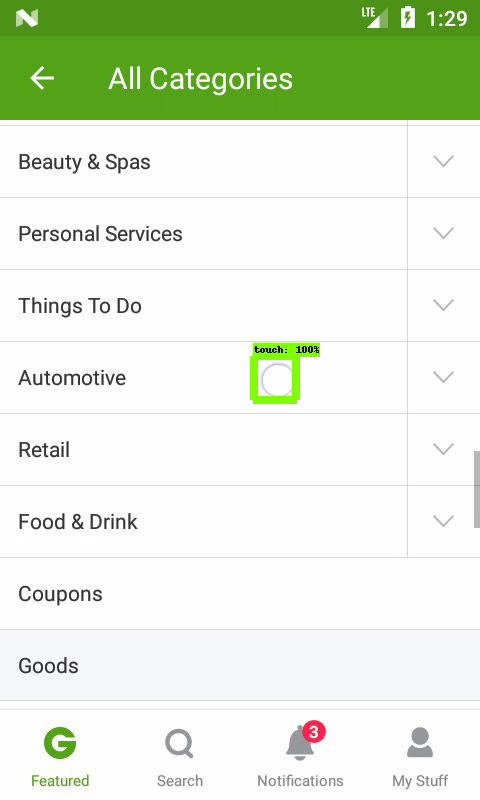 LTE 1:29
All Categories
Beauty & Spas
Personal Services
Things To Do
touch: 100%
Automotive
Retail
Food & Drink
Coupons
Goods
3
Featured Search Notifications My Stuff